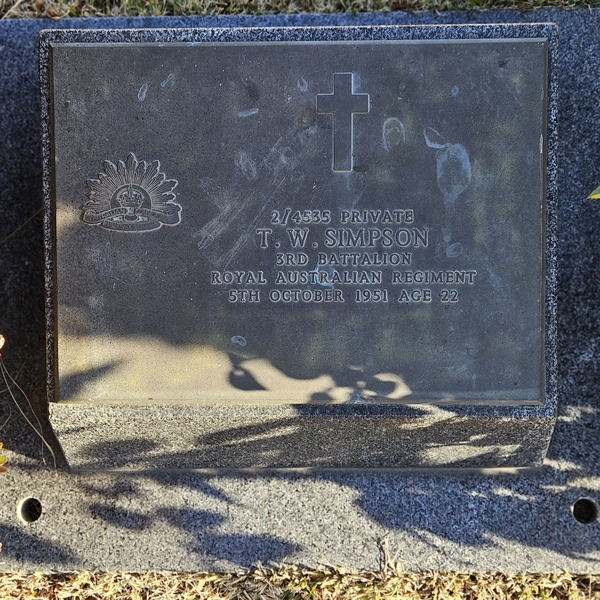 2/4535 PRIVATE
T. W. SIMPSON
3RD BATTALION
ROYAL AUSTRALIAN REGIMENT
5TH OCTOBER 1951 AGE 22